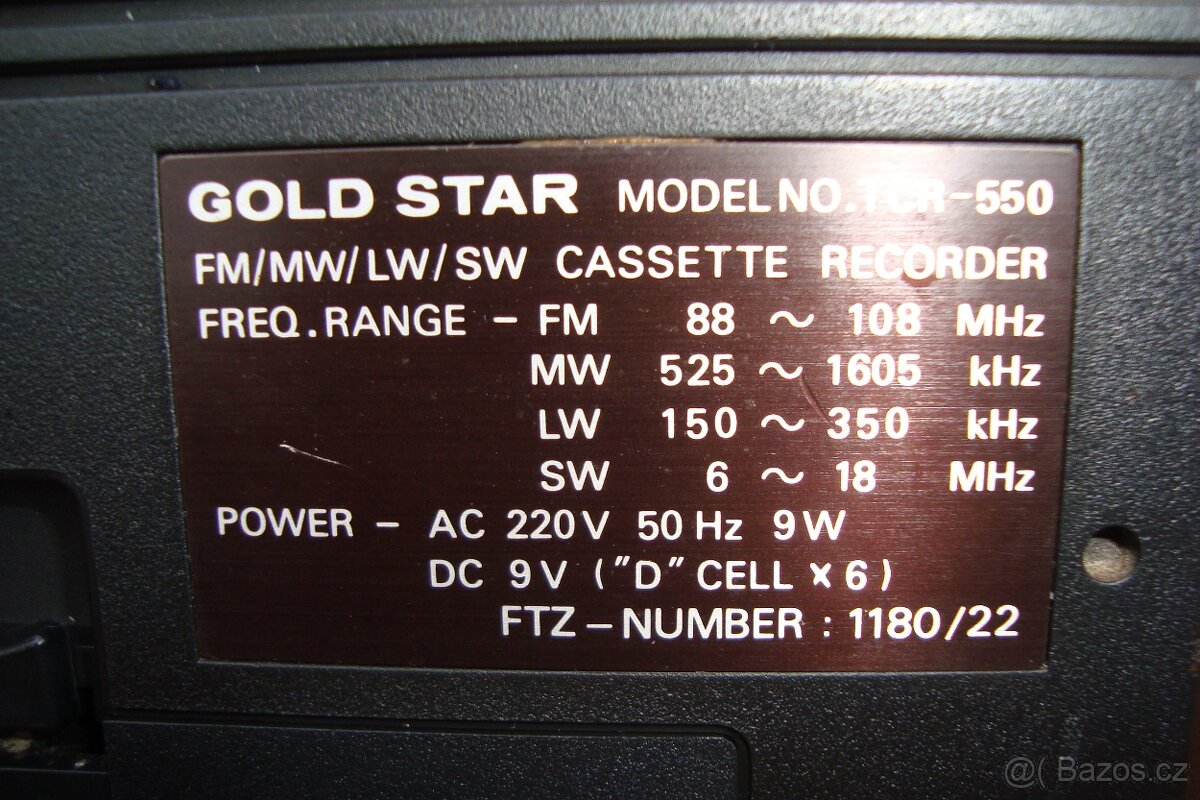 GOLD STAR MODEL NO. TCR-550
FM/MW/LW/SW CASSETTE RECORDER
FREQ. RANGE - FM 88 ~ 108 MHz
MW 525 ~ 1605 kHz
LW 150 ~ 350 kHz
SW 6 ~ 18 MHz
POWER - AC 220V 50 Hz 9W
DC 9V ("D" CELL × 6)
FTZ - NUMBER : 1180/22
@( Bazos.cz